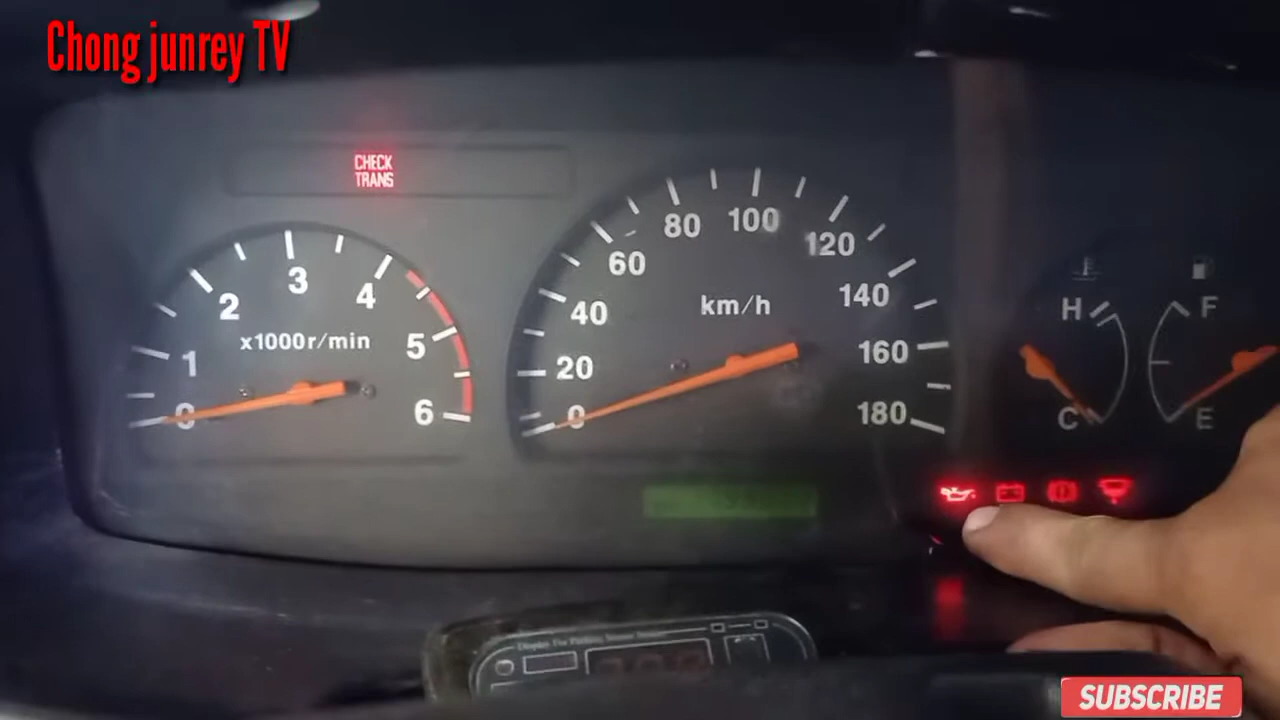 Chong junrey TV
CHECK
TRANS
0 1 2 3 4 5 6
x1000r/min
0 20 40 60 80 100 120 140 160 180
km/h
H
C
F
E
SUBSCRIBE